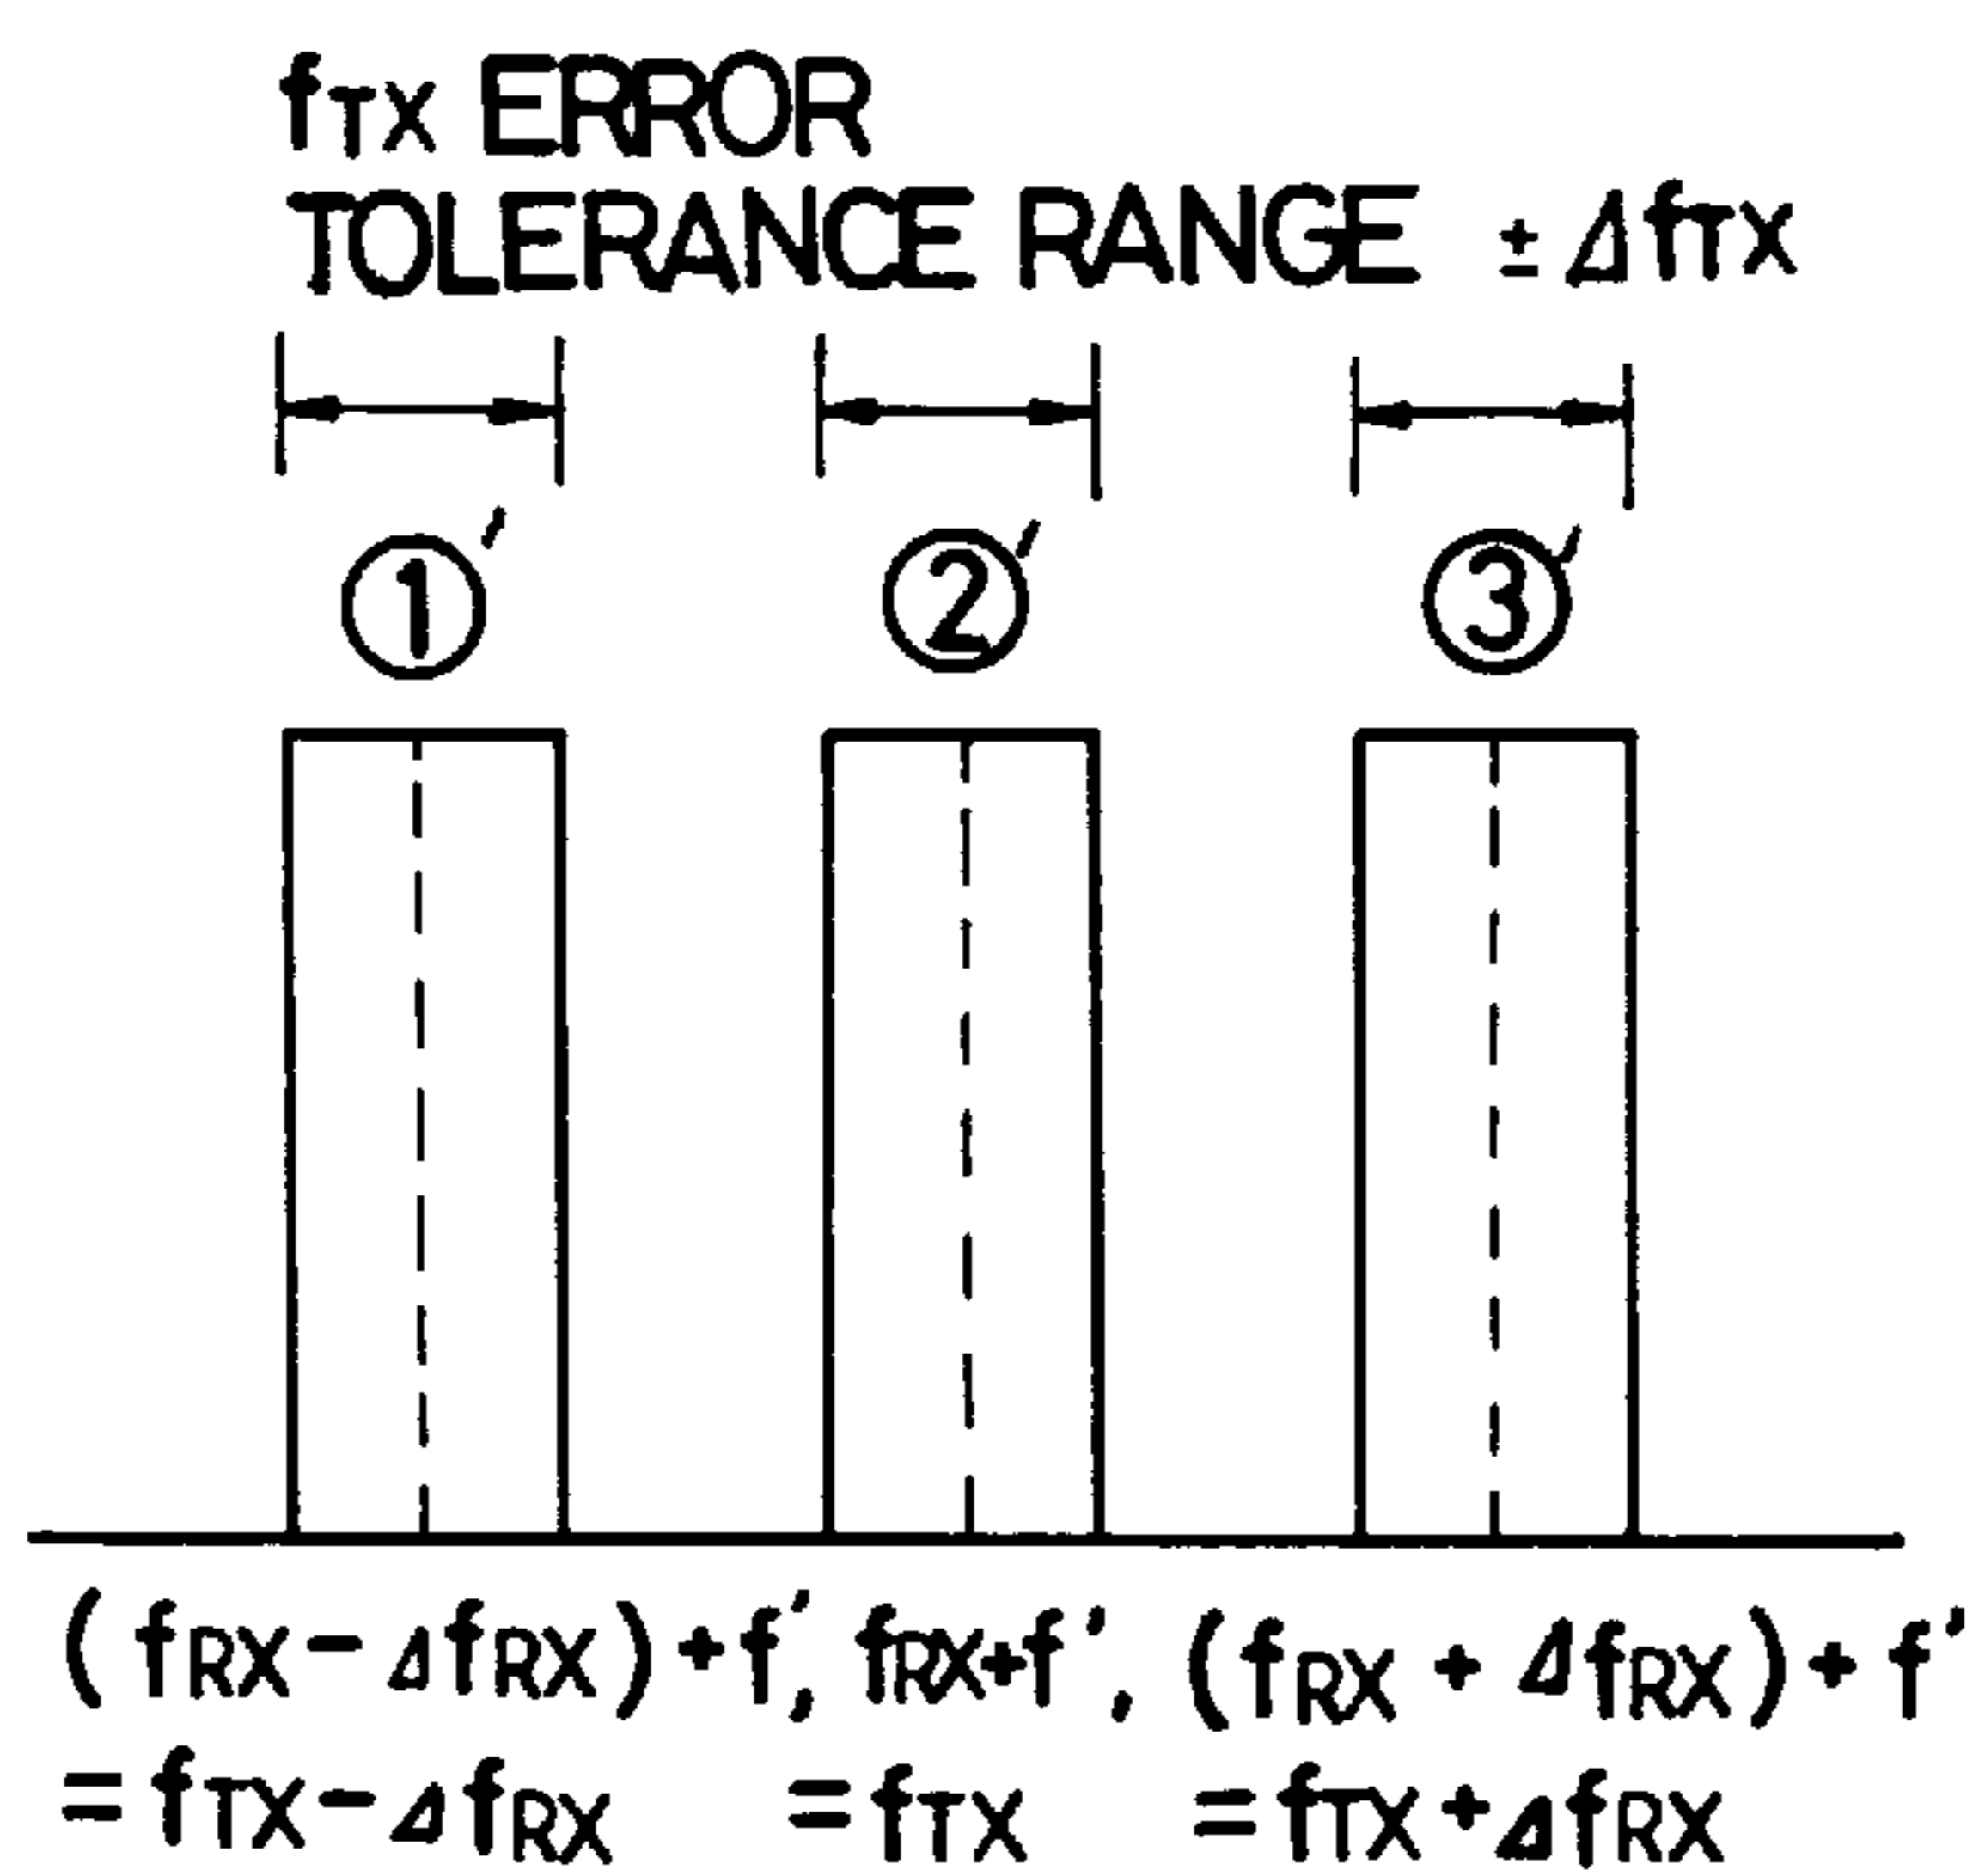 fTX ERROR
TOLERANCE RANGE ± ΔfTX
①′ ②′ ③′
(fRX - ΔfRX) + f′, fRX+f′, (fRX + ΔfRX) + f′
= fTX - ΔfRX = fTX = fTX + ΔfRX